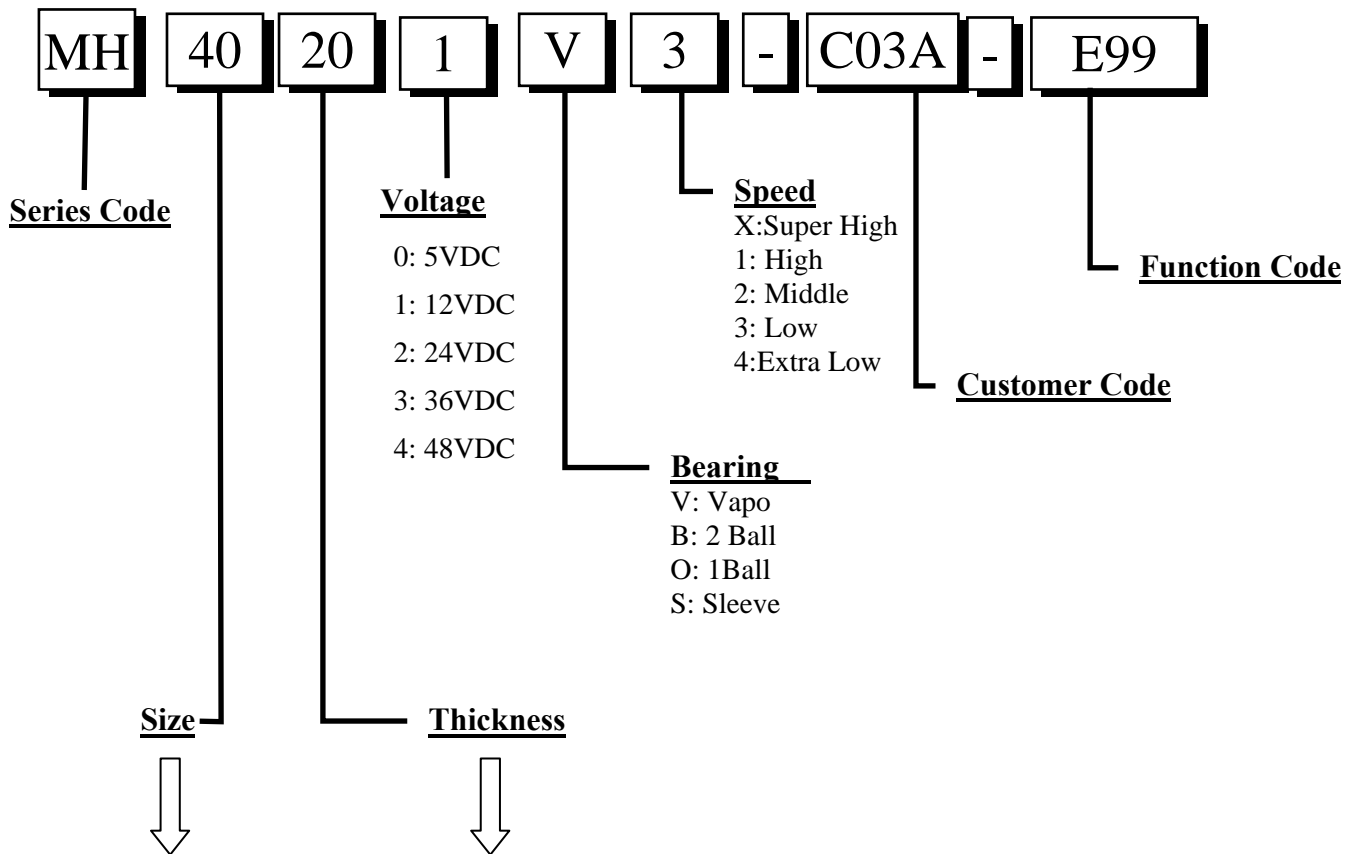 MH 40 20 1 V 3 - C03A - E99
Series Code
Voltage
0: 5VDC
1: 12VDC
2: 24VDC
3: 36VDC
4: 48VDC
Speed
X:Super High
1: High
2: Middle
3: Low
4:Extra Low
Function Code
Customer Code
Bearing
V: Vapo
B: 2 Ball
O: 1Ball
S: Sleeve
Size
Thickness